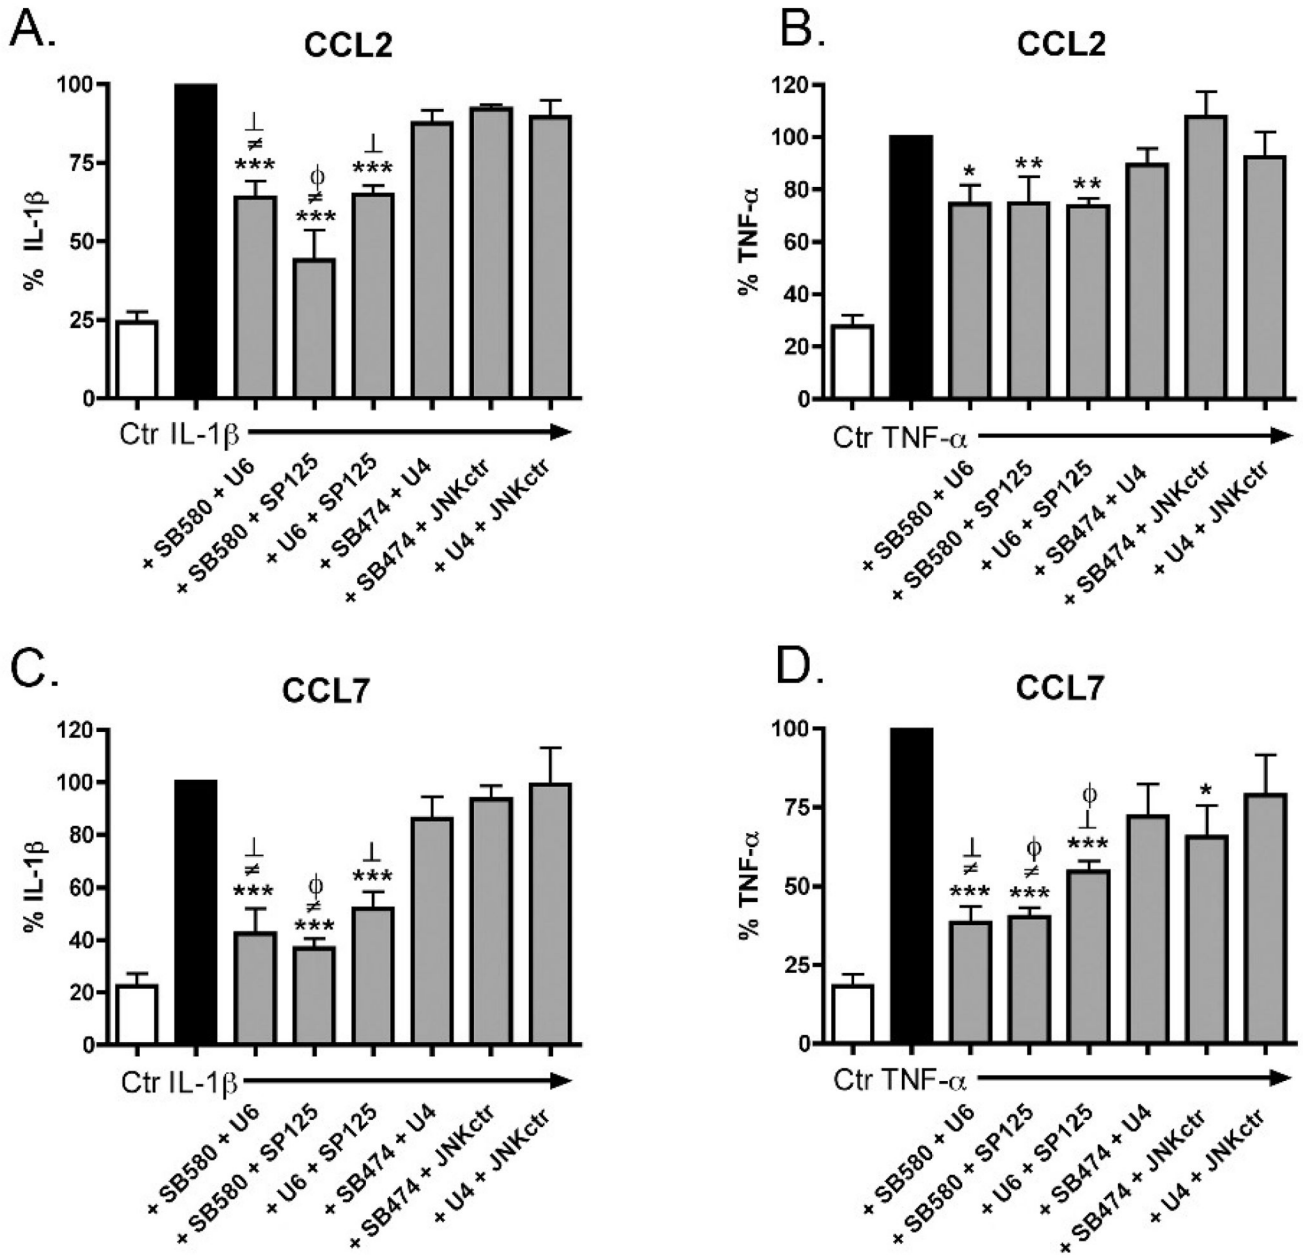 A.
CCL2
% IL-1β
100
75
50
25
0
⊥
≠
***
ϕ
≠
***
⊥
***
Ctr IL-1β
+ SB580 + U6
+ SB580 + SP125
+ U6 + SP125
+ SB474 + U4
+ SB474 + JNKctr
+ U4 + JNKctr
B.
CCL2
% TNF-α
120
100
80
60
40
20
0
*
**
**
Ctr TNF-α
+ SB580 + U6
+ SB580 + SP125
+ U6 + SP125
+ SB474 + U4
+ SB474 + JNKctr
+ U4 + JNKctr
C.
CCL7
% IL-1β
120
100
80
60
40
20
0
⊥
≠
***
ϕ
≠
***
⊥
***
Ctr IL-1β
+ SB580 + U6
+ SB580 + SP125
+ U6 + SP125
+ SB474 + U4
+ SB474 + JNKctr
+ U4 + JNKctr
D.
CCL7
% TNF-α
100
75
50
25
0
⊥
≠
***
ϕ
≠
***
ϕ
⊥
***
*
Ctr TNF-α
+ SB580 + U6
+ SB580 + SP125
+ U6 + SP125
+ SB474 + U4
+ SB474 + JNKctr
+ U4 + JNKctr